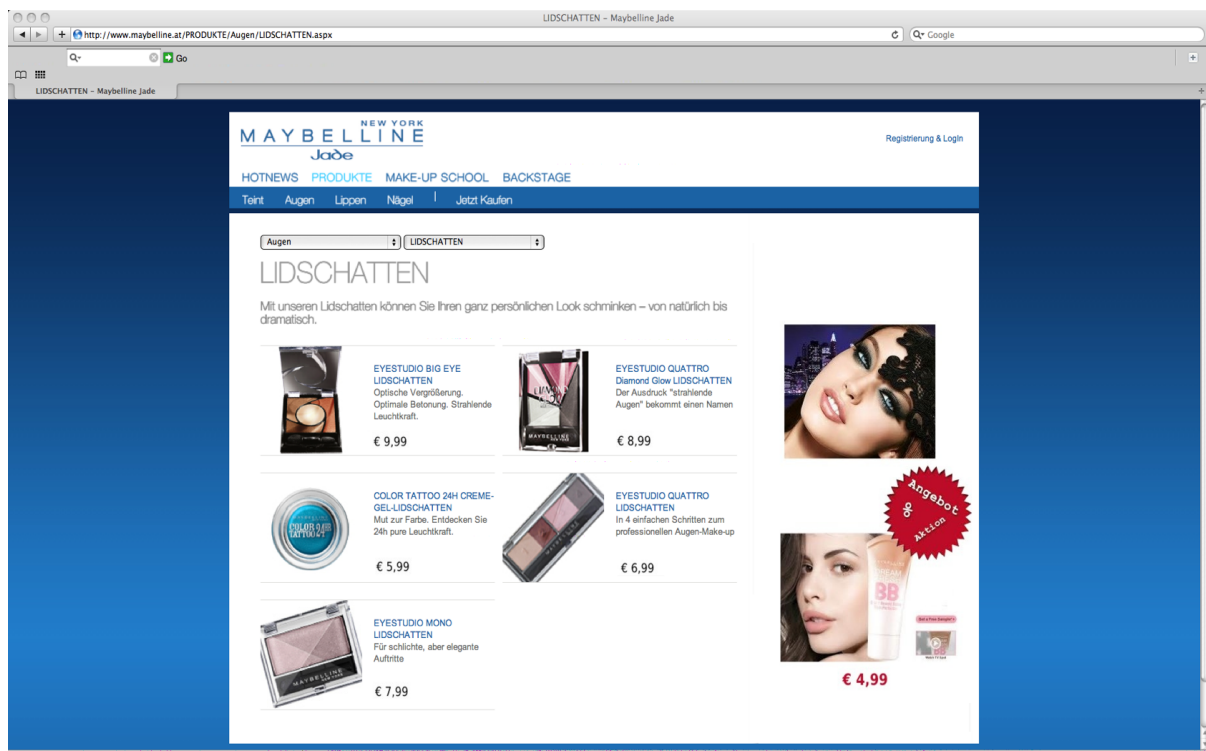 LIDSCHATTEN – Maybelline Jade
http://www.maybelline.at/PRODUKTE/Augen/LIDSCHATTEN.aspx
Google
Go
LIDSCHATTEN – Maybelline Jade
NEW YORK
MAYBELLINE
Jade
Registrierung & LogIn
HOTNEWS PRODUKTE MAKE-UP SCHOOL BACKSTAGE
Teint Augen Lippen Nägel Jetzt Kaufen
Augen LIDSCHATTEN
LIDSCHATTEN
Mit unseren Lidschatten können Sie Ihren ganz persönlichen Look schminken – von natürlich bis
dramatisch.
EYESTUDIO BIG EYE
LIDSCHATTEN
Optische Vergrößerung.
Optimale Betonung. Strahlende
Leuchtkraft.
€ 9,99
MAYBELLINE
EYESTUDIO QUATTRO
Diamond Glow LIDSCHATTEN
Der Ausdruck "strahlende
Augen" bekommt einen Namen
€ 8,99
COLOR 24H
TATTOO
COLOR TATTOO 24H CREME-
GEL-LIDSCHATTEN
Mut zur Farbe. Entdecken Sie
24h pure Leuchtkraft.
€ 5,99
MAYBELLINE
EYESTUDIO QUATTRO
LIDSCHATTEN
In 4 einfachen Schritten zum
professionellen Augen-Make-up
€ 6,99
MAYBELLINE
EYESTUDIO MONO
LIDSCHATTEN
Für schlichte, aber elegante
Auftritte
€ 7,99
Angebot
%
Aktion
BB
€ 4,99